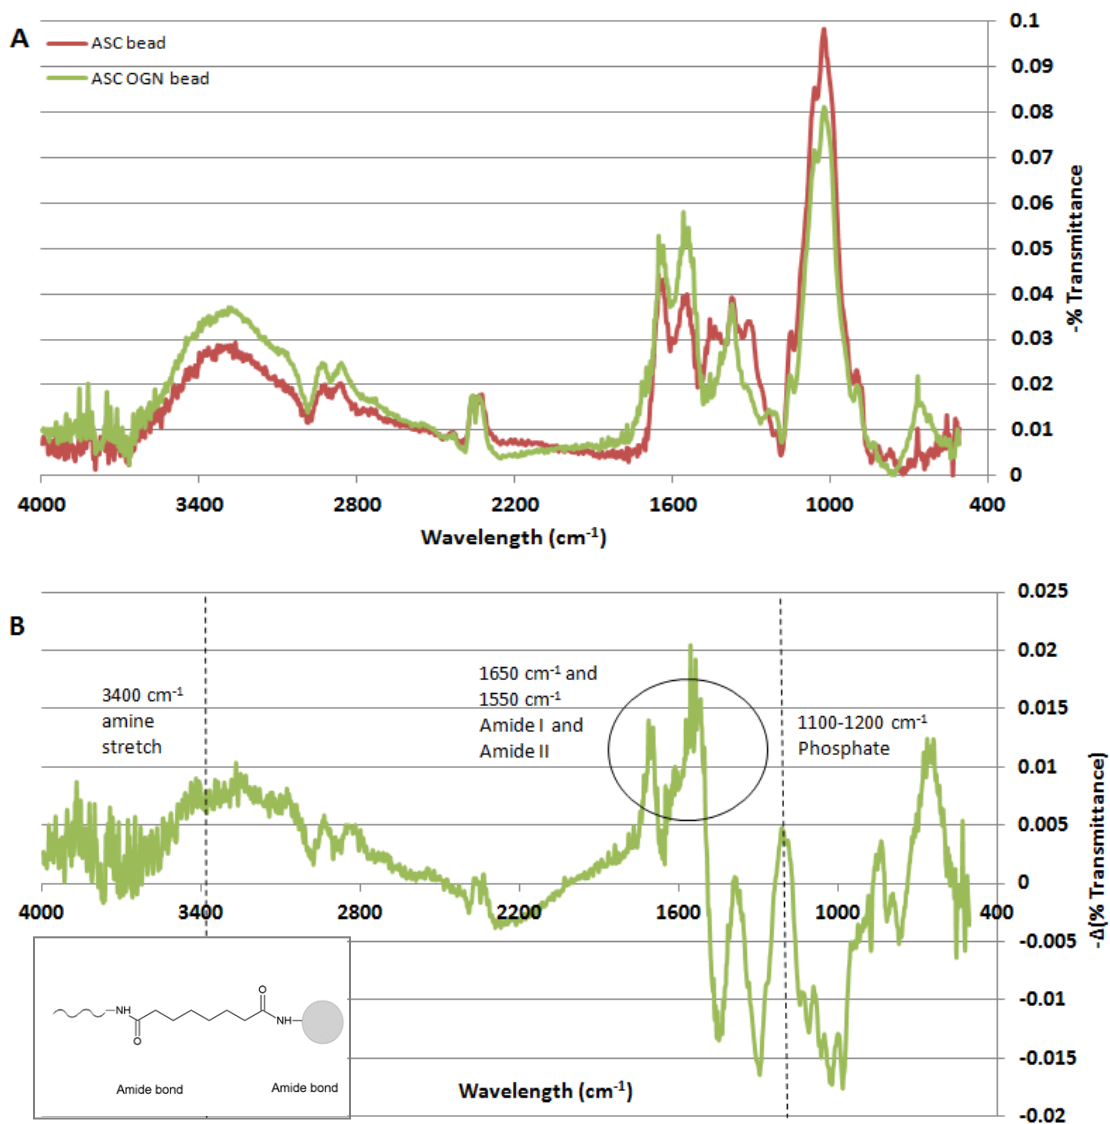 A
ASC bead
ASC OGN bead
0.1
0.09
0.08
0.07
0.06
0.05
0.04
0.03
0.02
0.01
0
-% Transmittance
4000 3400 2800 2200 1600 1000 400
Wavelength (cm-1)
B
0.025
0.02
0.015
0.01
0.005
0
-0.005
-0.01
-0.015
-0.02
-Δ(% Transmittance)
3400 cm-1
amine
stretch
1650 cm-1 and
1550 cm-1
Amide I and
Amide II
1100-1200 cm-1
Phosphate
4000 3400 2800 2200 1600 1000 400
O
NH
NH
O
Amide bond Amide bond
Wavelength (cm-1)